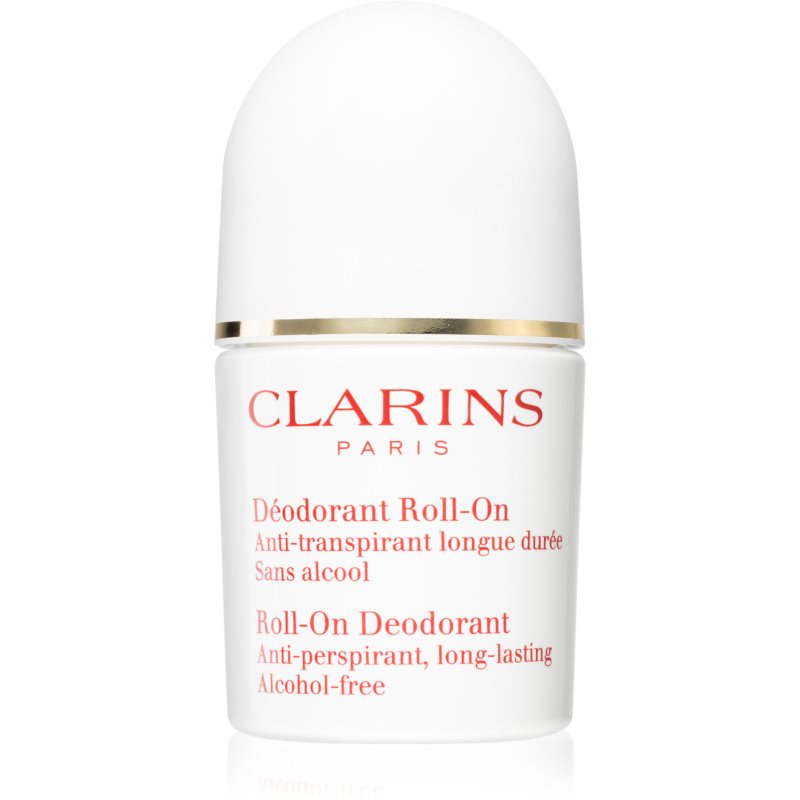 CLARINS
PARIS
Déodorant Roll-On
Anti-transpirant longue durée
Sans alcool
Roll-On Deodorant
Anti-perspirant, long-lasting
Alcohol-free